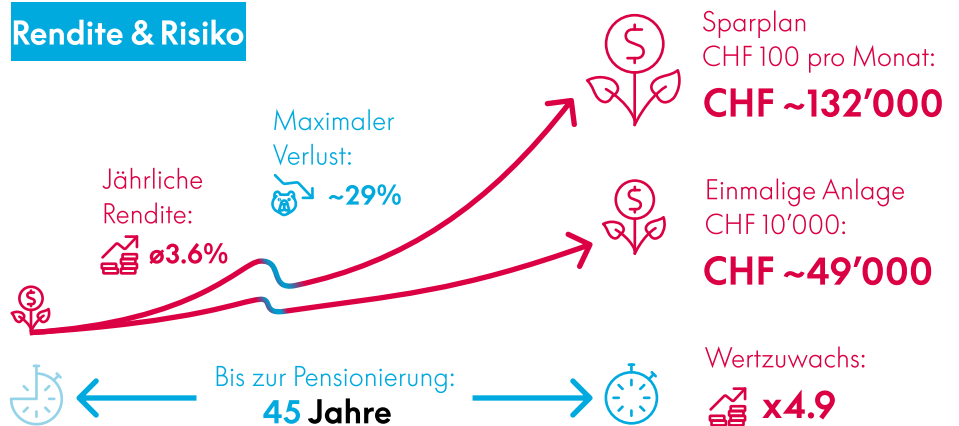 Rendite & Risiko
Sparplan
CHF 100 pro Monat:
CHF ~132’000
Maximaler
Verlust:
~29%
Jährliche
Rendite:
ø3.6%
Einmalige Anlage
CHF 10’000:
CHF ~49’000
Bis zur Pensionierung:
45 Jahre
Wertzuwachs:
x4.9